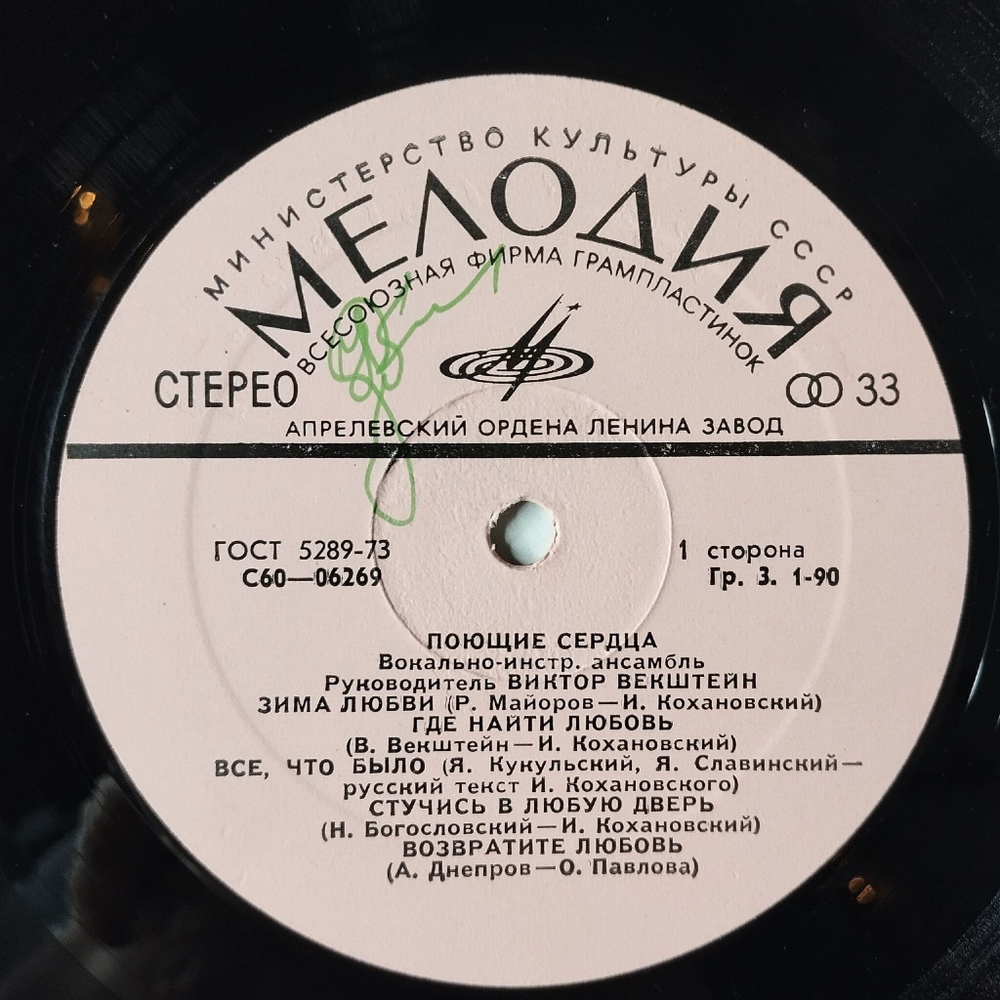 МИНИСТЕРСТВО КУЛЬТУРЫ СССР
МЕЛОДИЯ
ВСЕСОЮЗНАЯ ФИРМА ГРАМПЛАСТИНОК
СТЕРЕО
33
АПРЕЛЕВСКИЙ ОРДЕНА ЛЕНИНА ЗАВОД
ГОСТ 5289-73
1 сторона
С60—06269
Гр. 3. 1-90
ПОЮЩИЕ СЕРДЦА
Вокально-инстр. ансамбль
Руководитель ВИКТОР ВЕКШТЕЙН
ЗИМА ЛЮБВИ (Р. Майоров—И. Кохановский)
ГДЕ НАЙТИ ЛЮБОВЬ
(В. Векштейн—И. Кохановский)
ВСЕ, ЧТО БЫЛО (Я. Кукульский, Я. Славинский—
русский текст И. Кохановского)
СТУЧИСЬ В ЛЮБУЮ ДВЕРЬ
(Н. Богословский—И. Кохановский)
ВОЗВРАТИТЕ ЛЮБОВЬ
(А. Днепров—О. Павлова)